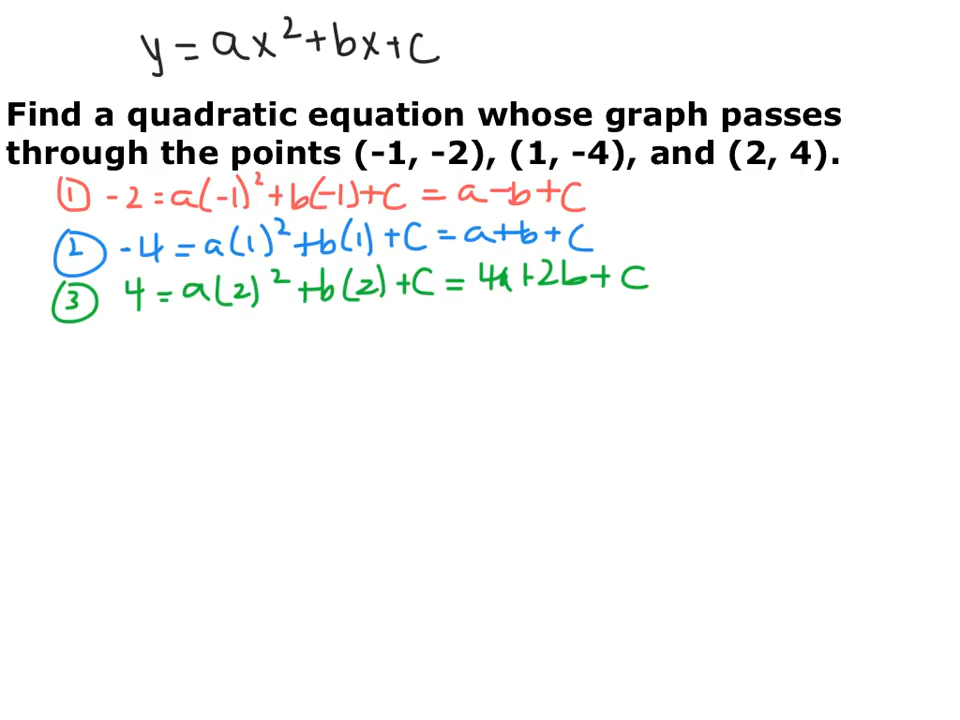 y = ax² + bx + c
Find a quadratic equation whose graph passes
through the points (-1, -2), (1, -4), and (2, 4).
① -2 = a(-1)² + b(-1) + C = a - b + C
② -4 = a(1)² + b(1) + C = a + b + C
③ 4 = a(2)² + b(2) + C = 4a + 2b + C